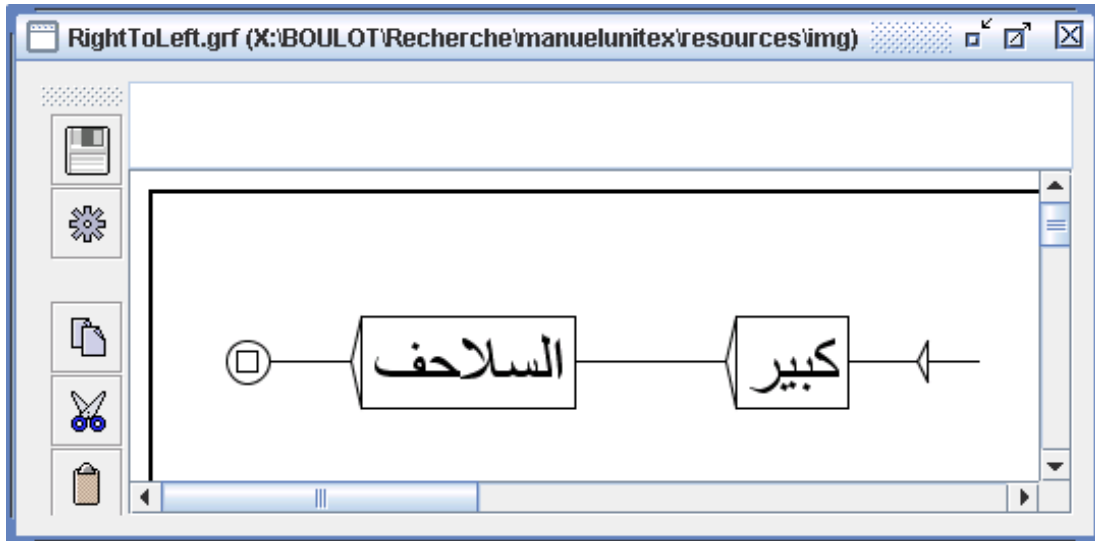 RightToLeft.grf (X:\BOULOT\Recherche\manuelunitex\resources\img)
كبير السلاحف